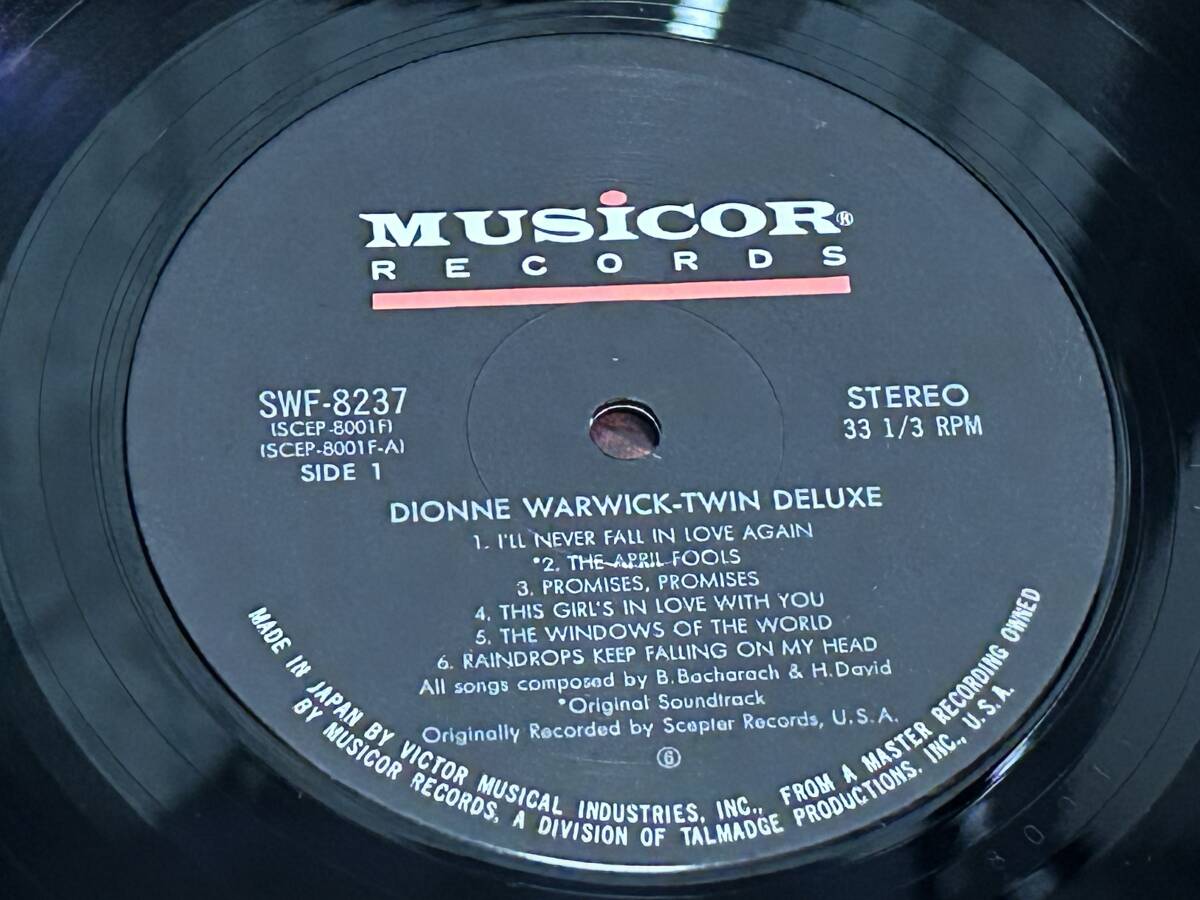 MUSiCOR®
RECORDS
SWF-8237
(SCEP-8001F)
(SCEP-8001F-A)
SIDE 1
STEREO
33 1/3 RPM
DIONNE WARWICK-TWIN DELUXE
1. I'LL NEVER FALL IN LOVE AGAIN
*2. THE APRIL FOOLS
3. PROMISES, PROMISES
4. THIS GIRL'S IN LOVE WITH YOU
5. THE WINDOWS OF THE WORLD
6. RAINDROPS KEEP FALLING ON MY HEAD
All songs composed by B.Bacharach & H.David
*Original Soundtrack
Originally Recorded by Scepter Records, U.S.A.
⑥
MADE IN JAPAN BY VICTOR MUSICAL INDUSTRIES, INC., FROM A MASTER RECORDING OWNED
BY MUSICOR RECORDS, A DIVISION OF TALMADGE PRODUCTIONS, INC., U.S.A.